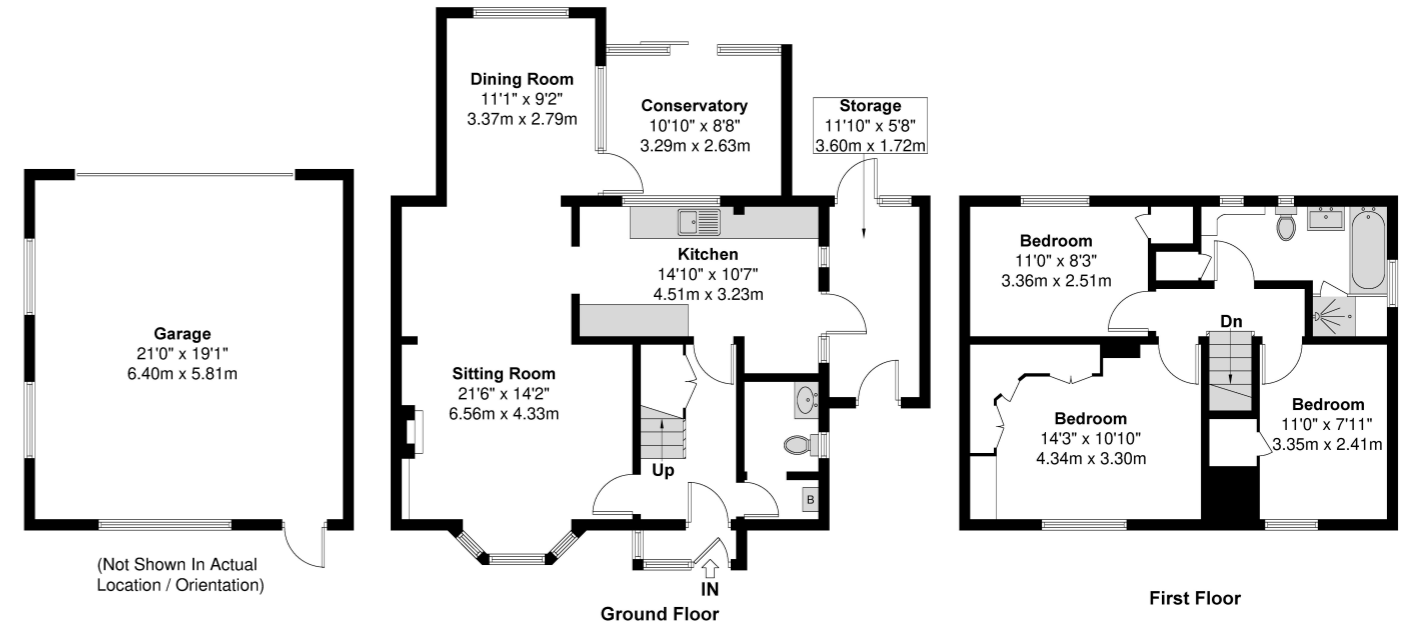 Garage
21'0" x 19'1"
6.40m x 5.81m
(Not Shown In Actual
Location / Orientation)
Dining Room
11'1" x 9'2"
3.37m x 2.79m
Conservatory
10'10" x 8'8"
3.29m x 2.63m
Storage
11'10" x 5'8"
3.60m x 1.72m
Kitchen
14'10" x 10'7"
4.51m x 3.23m
Sitting Room
21'6" x 14'2"
6.56m x 4.33m
Up
B
IN
Ground Floor
Bedroom
11'0" x 8'3"
3.36m x 2.51m
Dn
Bedroom
14'3" x 10'10"
4.34m x 3.30m
Bedroom
11'0" x 7'11"
3.35m x 2.41m
First Floor